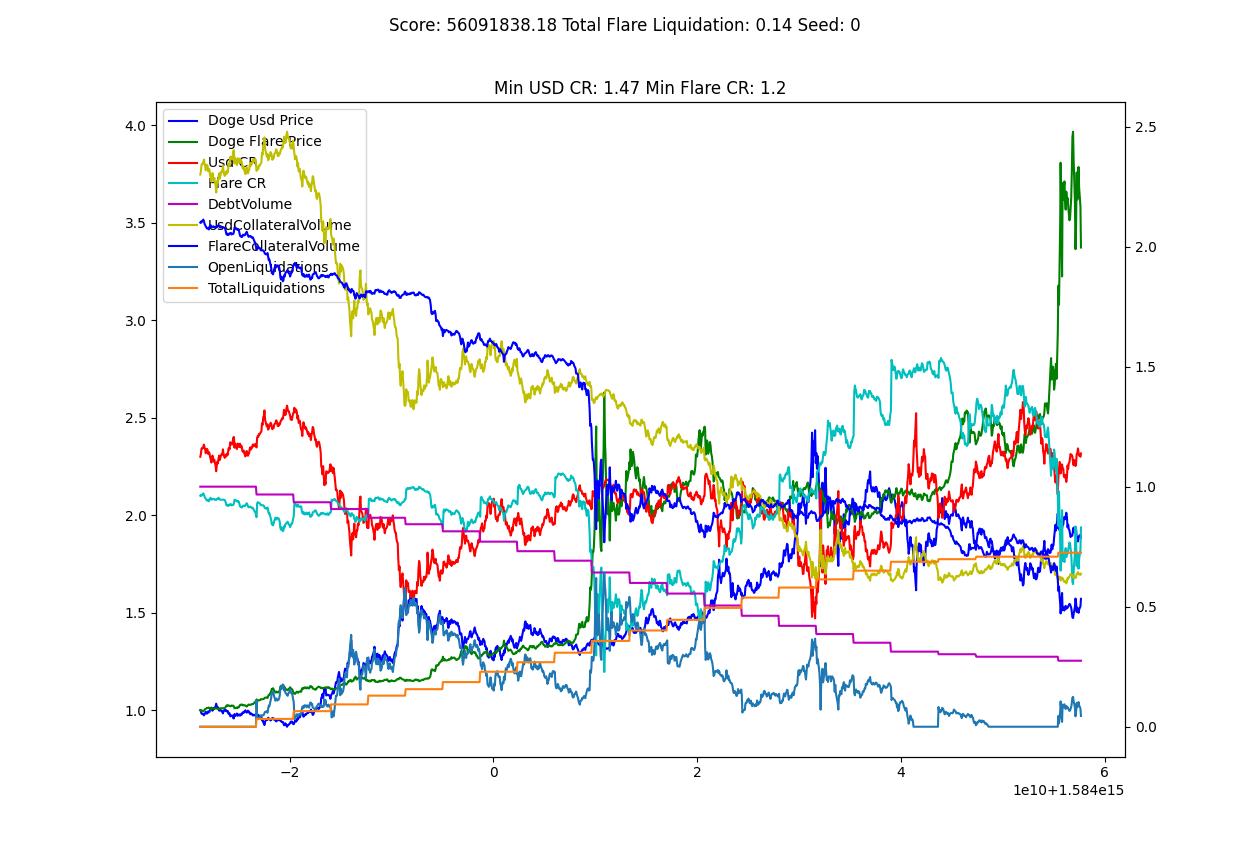 Score: 56091838.18 Total Flare Liquidation: 0.14 Seed: 0
Min USD CR: 1.47 Min Flare CR: 1.2
Doge Usd Price
Doge Flare Price
Usd CR
Flare CR
DebtVolume
UsdCollateralVolume
FlareCollateralVolume
OpenLiquidations
TotalLiquidations
4.0
3.5
3.0
2.5
2.0
1.5
1.0
2.5
2.0
1.5
1.0
0.5
0.0
−2
0
2
4
6
1e10+1.584e15